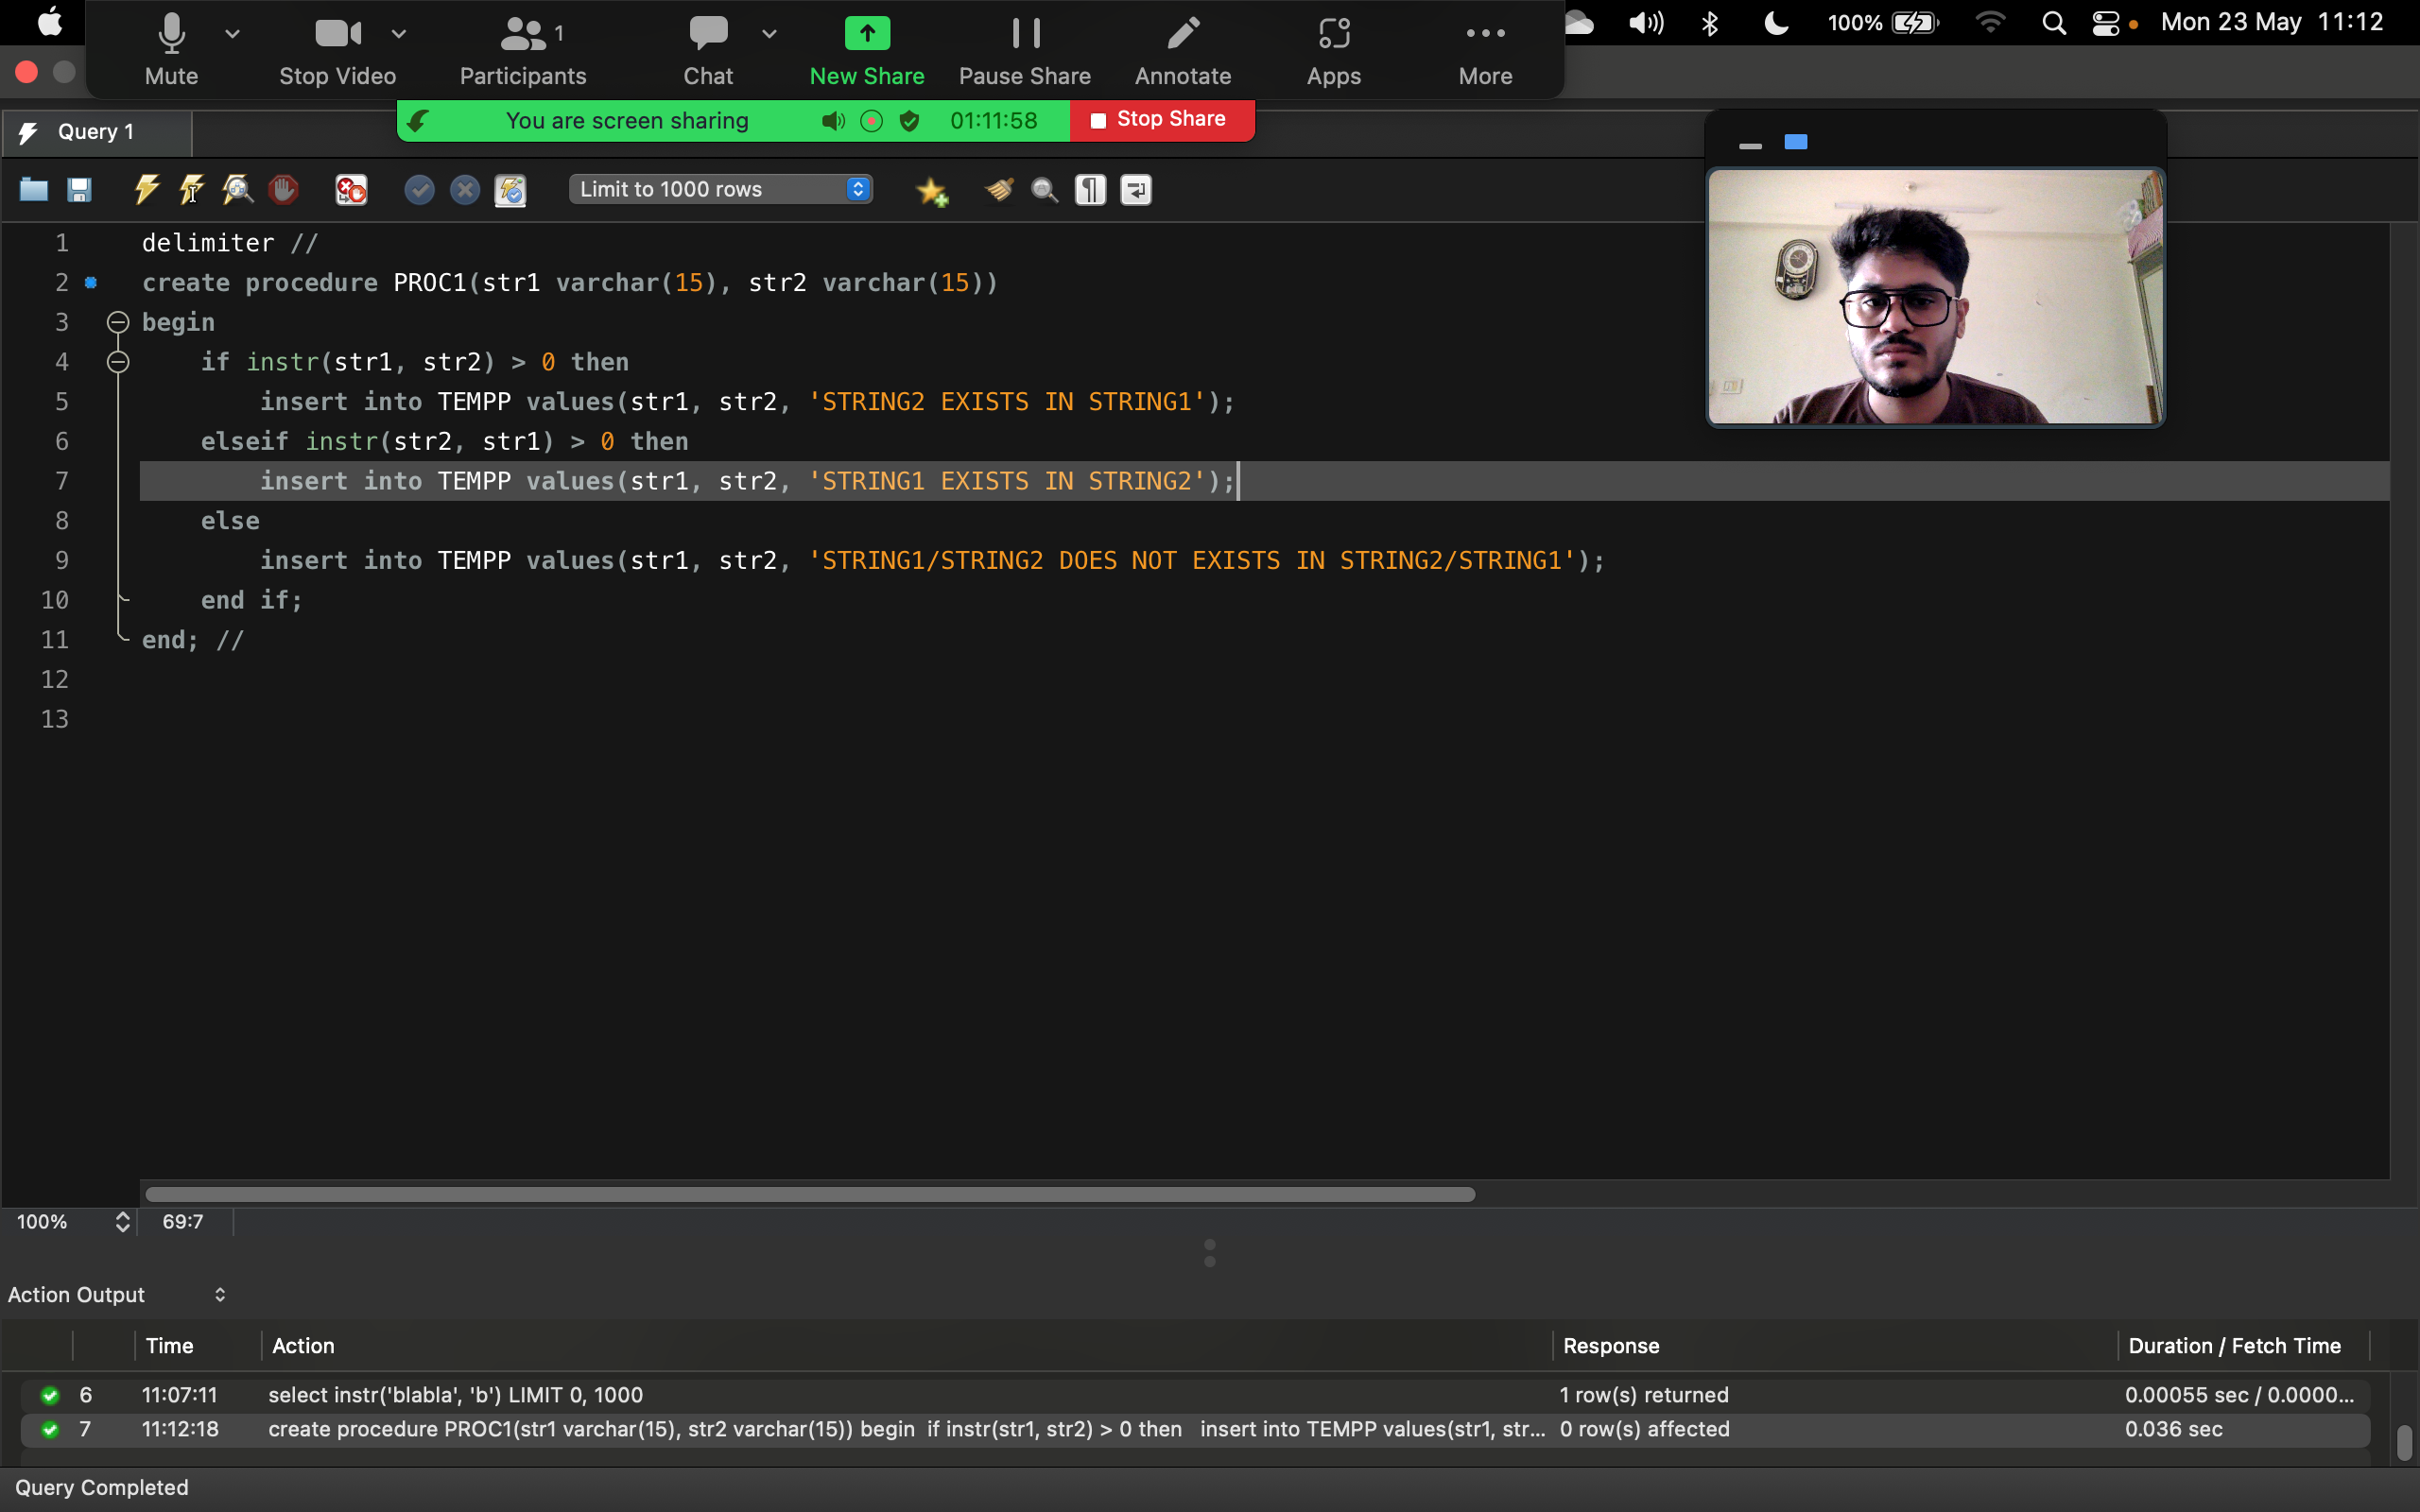 100% Mon 23 May 11:12
1
Mute Stop Video Participants Chat New Share Pause Share Annotate Apps More
You are screen sharing 01:11:58 Stop Share
Query 1
Limit to 1000 rows
1 delimiter //
2 create procedure PROC1(str1 varchar(15), str2 varchar(15))
3 begin
4 if instr(str1, str2) > 0 then
5 insert into TEMPP values(str1, str2, 'STRING2 EXISTS IN STRING1');
6 elseif instr(str2, str1) > 0 then
7 insert into TEMPP values(str1, str2, 'STRING1 EXISTS IN STRING2');
8 else
9 insert into TEMPP values(str1, str2, 'STRING1/STRING2 DOES NOT EXISTS IN STRING2/STRING1');
10 end if;
11 end; //
12
13
100% 69:7
Action Output
Time Action Response Duration / Fetch Time
6 11:07:11 select instr('blabla', 'b') LIMIT 0, 1000 1 row(s) returned 0.00055 sec / 0.0000...
7 11:12:18 create procedure PROC1(str1 varchar(15), str2 varchar(15)) begin if instr(str1, str2) > 0 then insert into TEMPP values(str1, str... 0 row(s) affected 0.036 sec
Query Completed